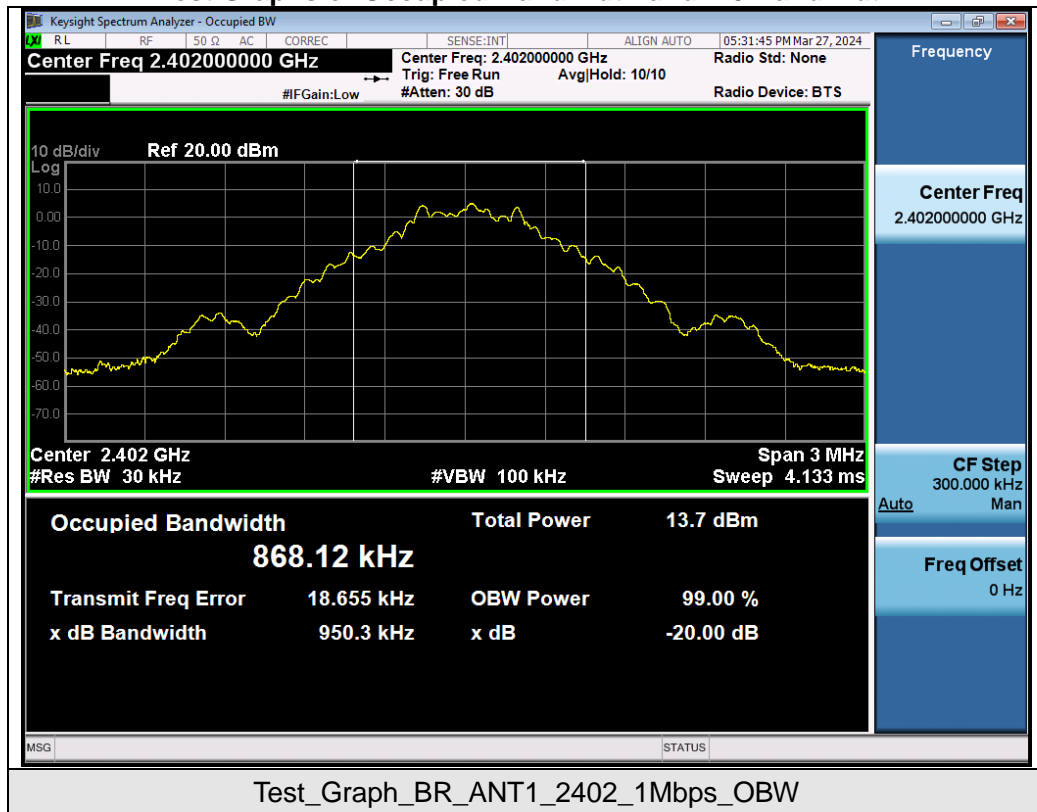 Keysight Spectrum Analyzer - Occupied BW
LXI RL RF 50 Ω AC CORREC SENSE:INT ALIGN AUTO 05:31:45 PM Mar 27, 2024
Center Freq 2.402000000 GHz
Center Freq: 2.402000000 GHz
Radio Std: None
Trig: Free Run Avg|Hold: 10/10
#IFGain:Low
#Atten: 30 dB
Radio Device: BTS
Frequency
10 dB/div Ref 20.00 dBm
Log
10.0
0.00
-10.0
-20.0
-30.0
-40.0
-50.0
-60.0
-70.0
Center 2.402 GHz Span 3 MHz
#Res BW 30 kHz #VBW 100 kHz Sweep 4.133 ms
Center Freq
2.402000000 GHz
CF Step
300.000 kHz
Auto Man
Freq Offset
0 Hz
Occupied Bandwidth Total Power 13.7 dBm
868.12 kHz
Transmit Freq Error 18.655 kHz OBW Power 99.00 %
x dB Bandwidth 950.3 kHz x dB -20.00 dB
MSG STATUS
Test_Graph_BR_ANT1_2402_1Mbps_OBW